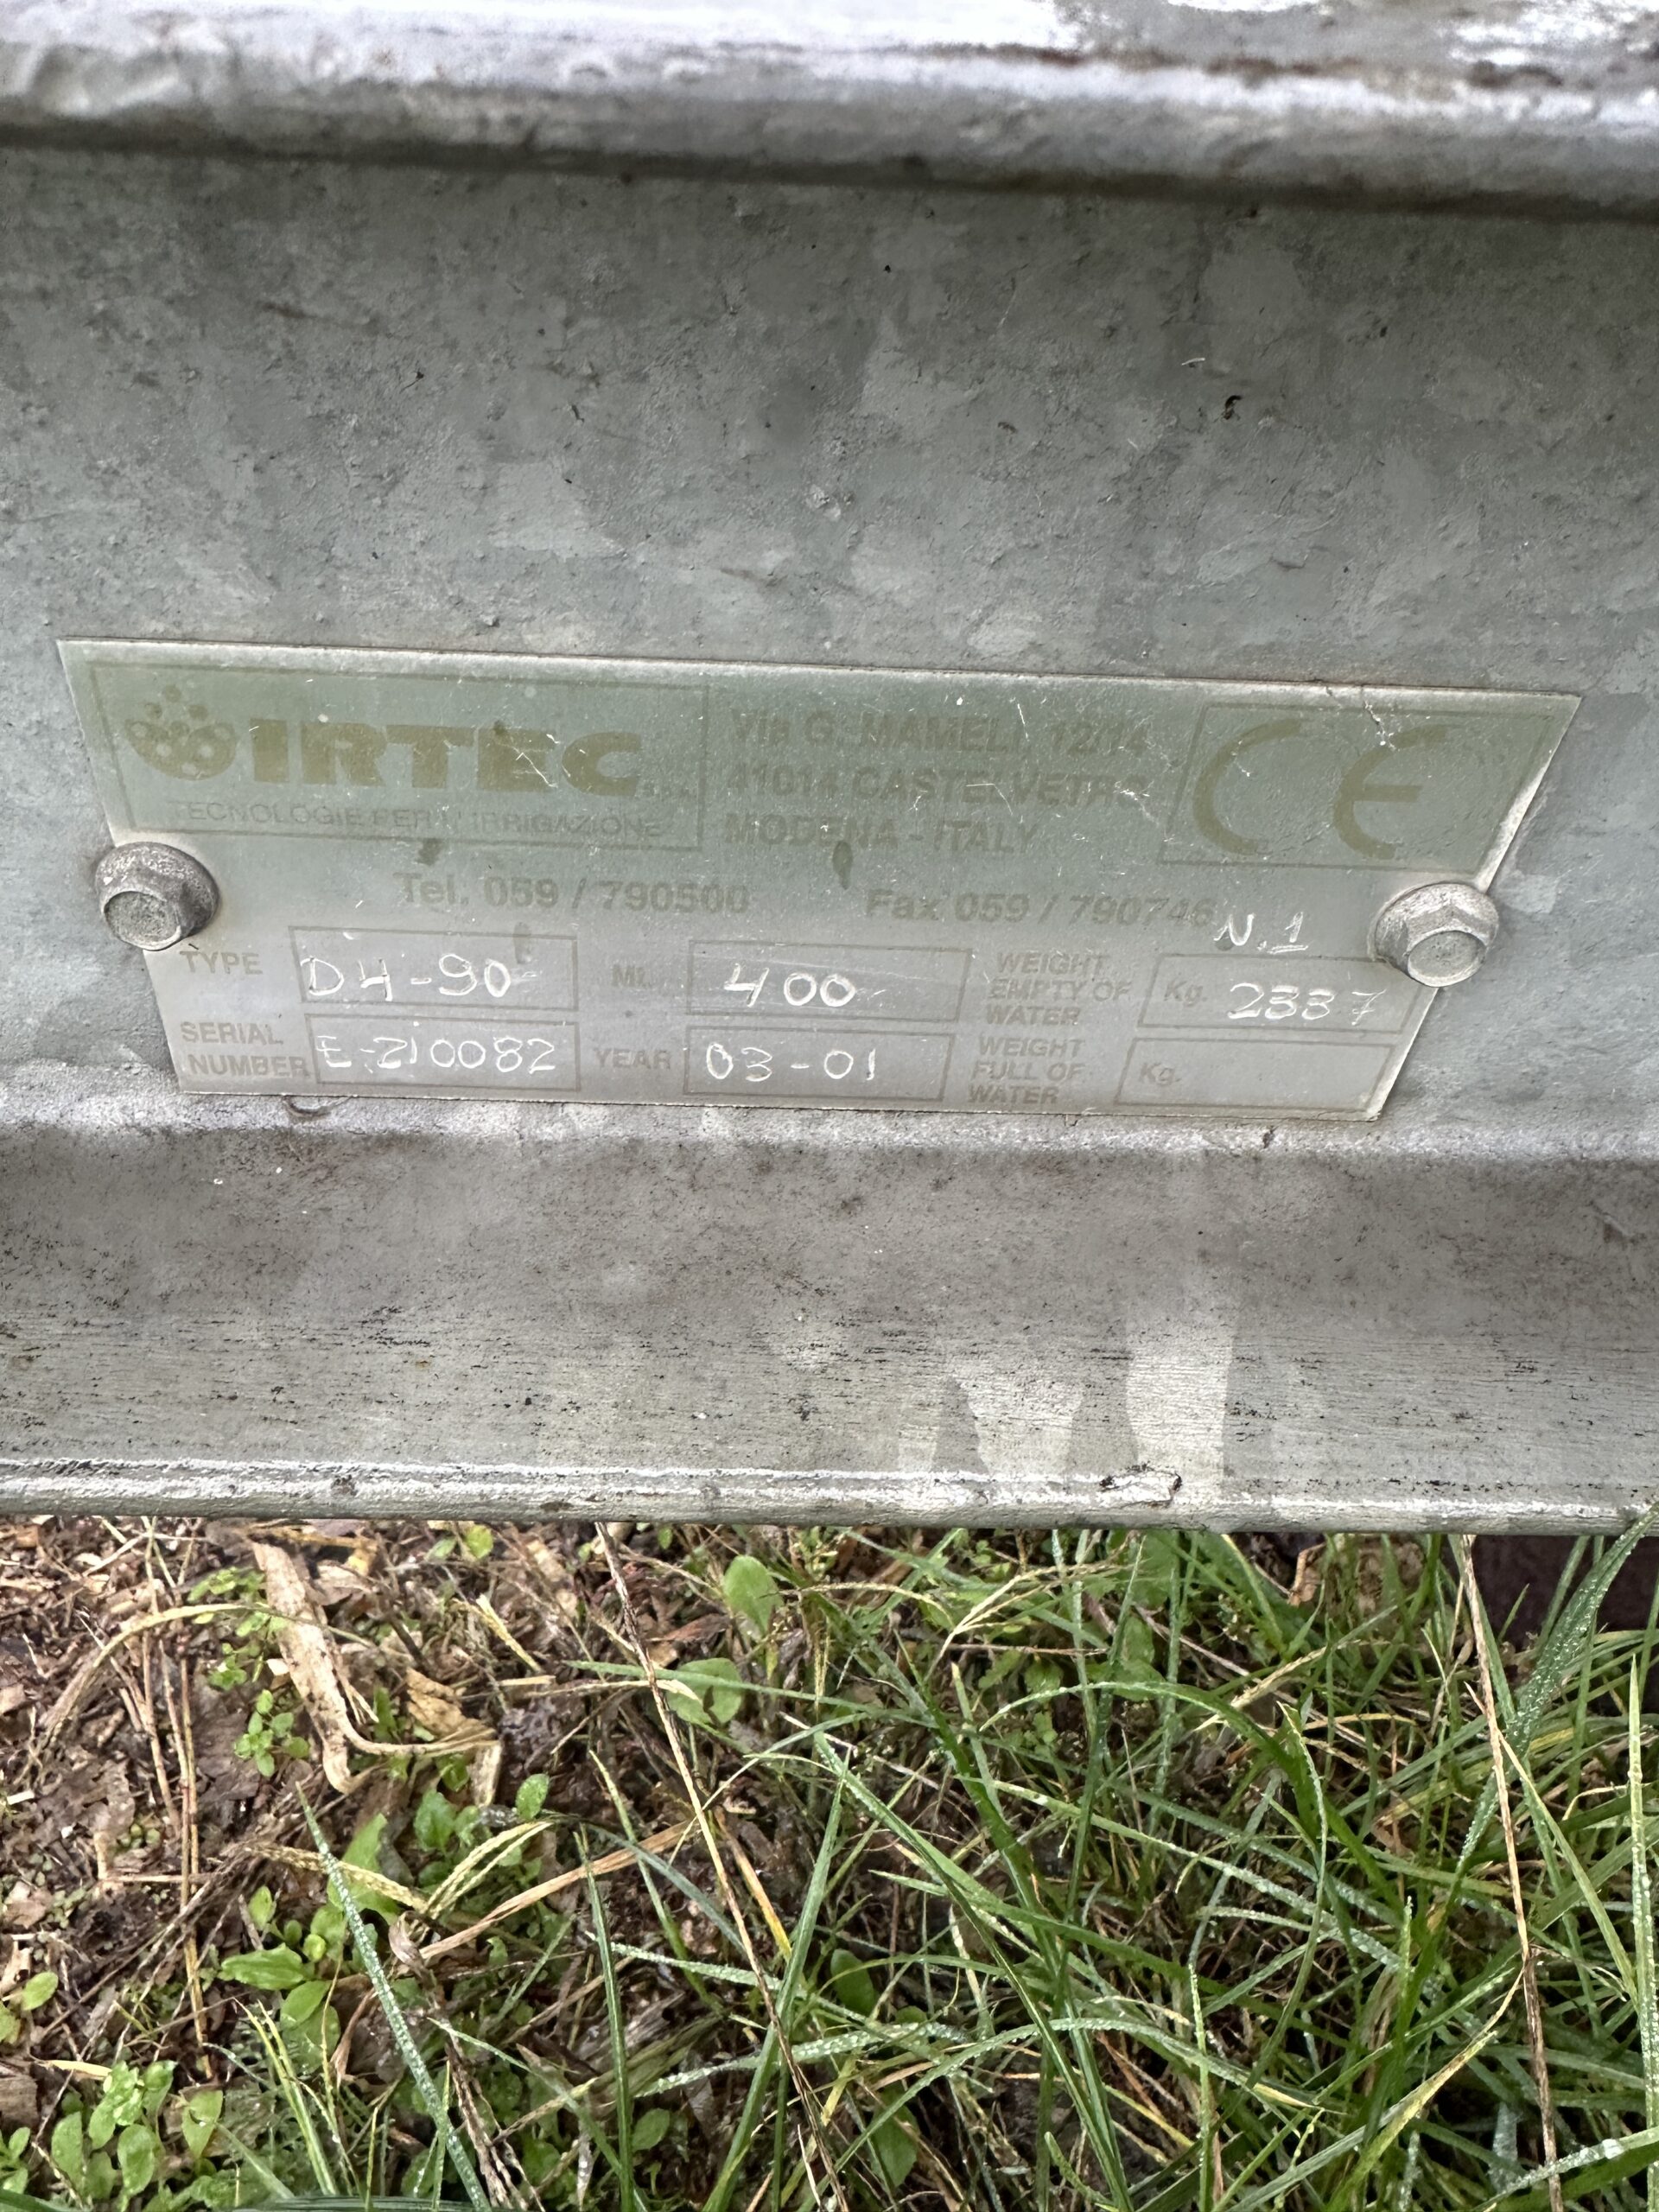 IRTEC
TECNOLOGIE PER L'IRRIGAZIONE
Via G. MAMELI, 12/14
41014 CASTELVETRO
MODENA - ITALY
CE
Tel. 059 / 790500 Fax 059 / 790746
N.1
TYPE D4-90 ML. 400 WEIGHT EMPTY OF WATER Kg. 2337
SERIAL NUMBER E-210082 YEAR 03-01 WEIGHT FULL OF WATER Kg.